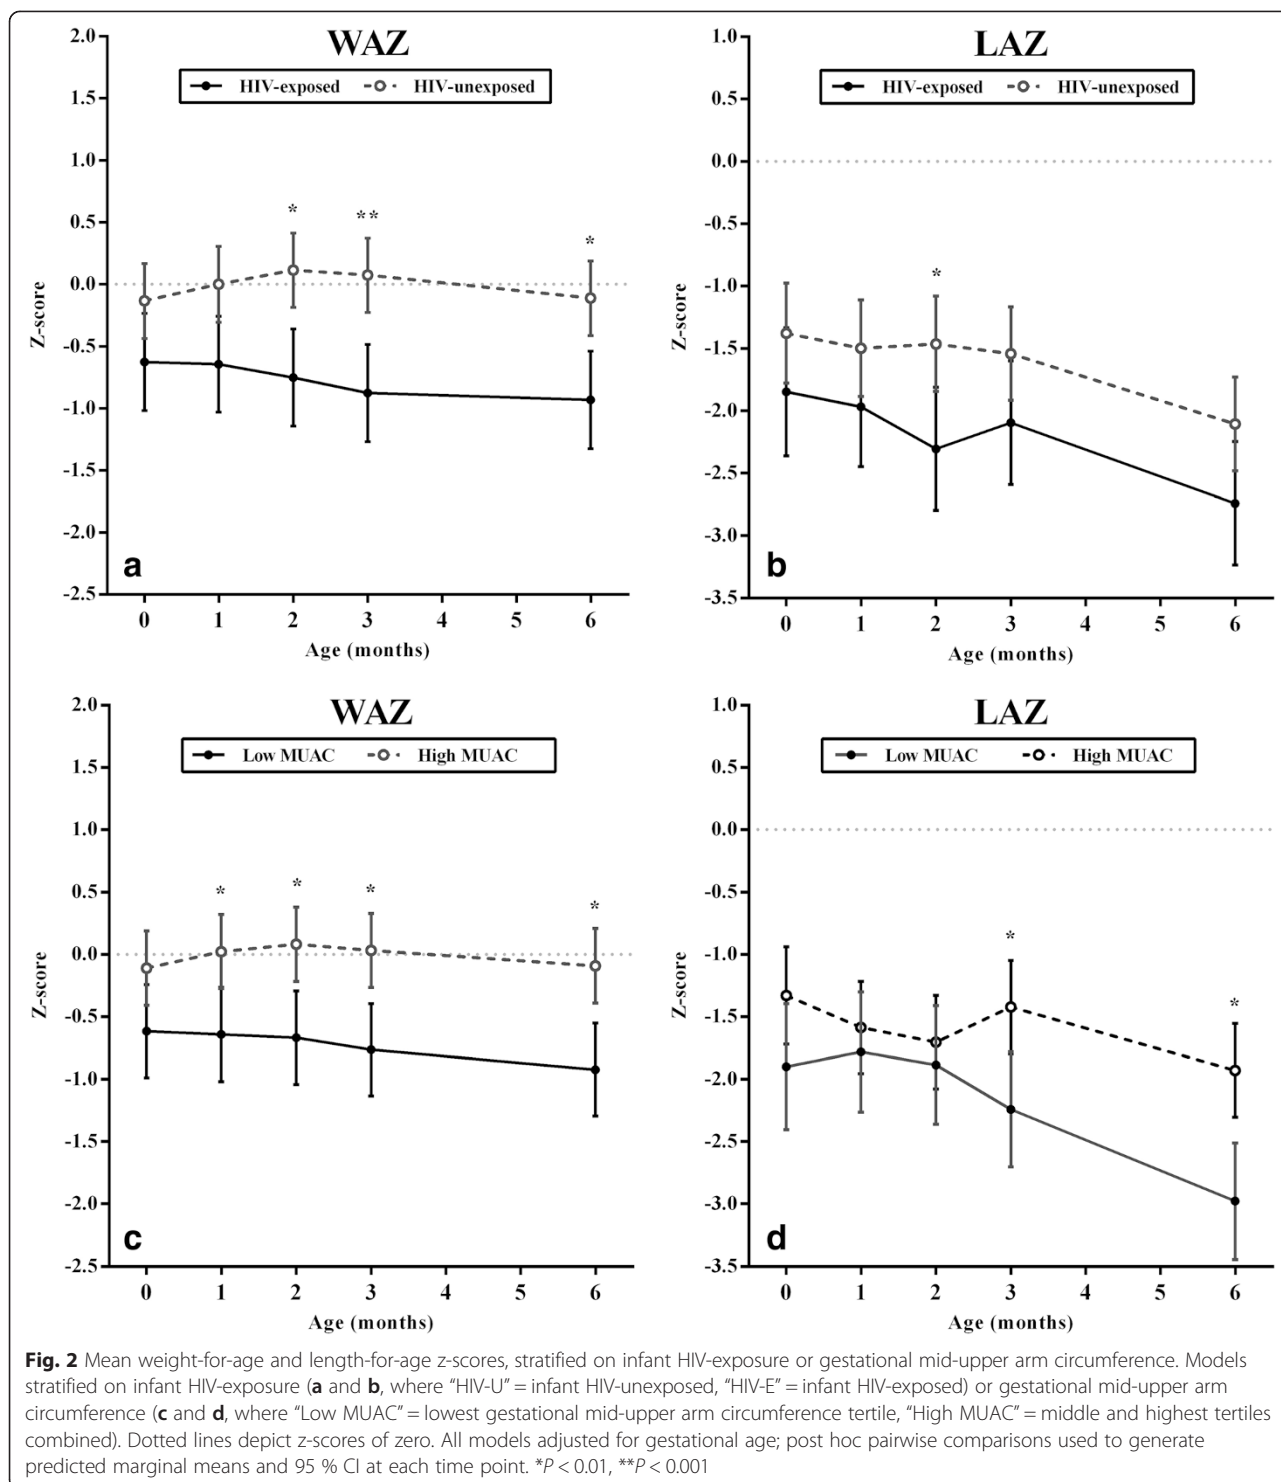 WAZ
HIV-exposed HIV-unexposed
2.0
1.5
1.0
0.5
0.0
-0.5
-1.0
-1.5
-2.0
-2.5
Z-score
* ** *
a
0 1 2 3 4 5 6
Age (months)
LAZ
HIV-exposed HIV-unexposed
1.0
0.5
0.0
-0.5
-1.0
-1.5
-2.0
-2.5
-3.0
-3.5
Z-score
*
b
0 1 2 3 4 5 6
Age (months)
WAZ
Low MUAC High MUAC
2.0
1.5
1.0
0.5
0.0
-0.5
-1.0
-1.5
-2.0
-2.5
Z-score
* * * *
c
0 1 2 3 4 5 6
Age (months)
LAZ
Low MUAC High MUAC
1.0
0.5
0.0
-0.5
-1.0
-1.5
-2.0
-2.5
-3.0
-3.5
Z-score
* *
d
0 1 2 3 4 5 6
Age (months)
Fig. 2 Mean weight-for-age and length-for-age z-scores, stratified on infant HIV-exposure or gestational mid-upper arm circumference. Models
stratified on infant HIV-exposure (a and b, where “HIV-U” = infant HIV-unexposed, “HIV-E” = infant HIV-exposed) or gestational mid-upper arm
circumference (c and d, where “Low MUAC” = lowest gestational mid-upper arm circumference tertile, “High MUAC” = middle and highest tertiles
combined). Dotted lines depict z-scores of zero. All models adjusted for gestational age; post hoc pairwise comparisons used to generate
predicted marginal means and 95 % CI at each time point. *P < 0.01, **P < 0.001